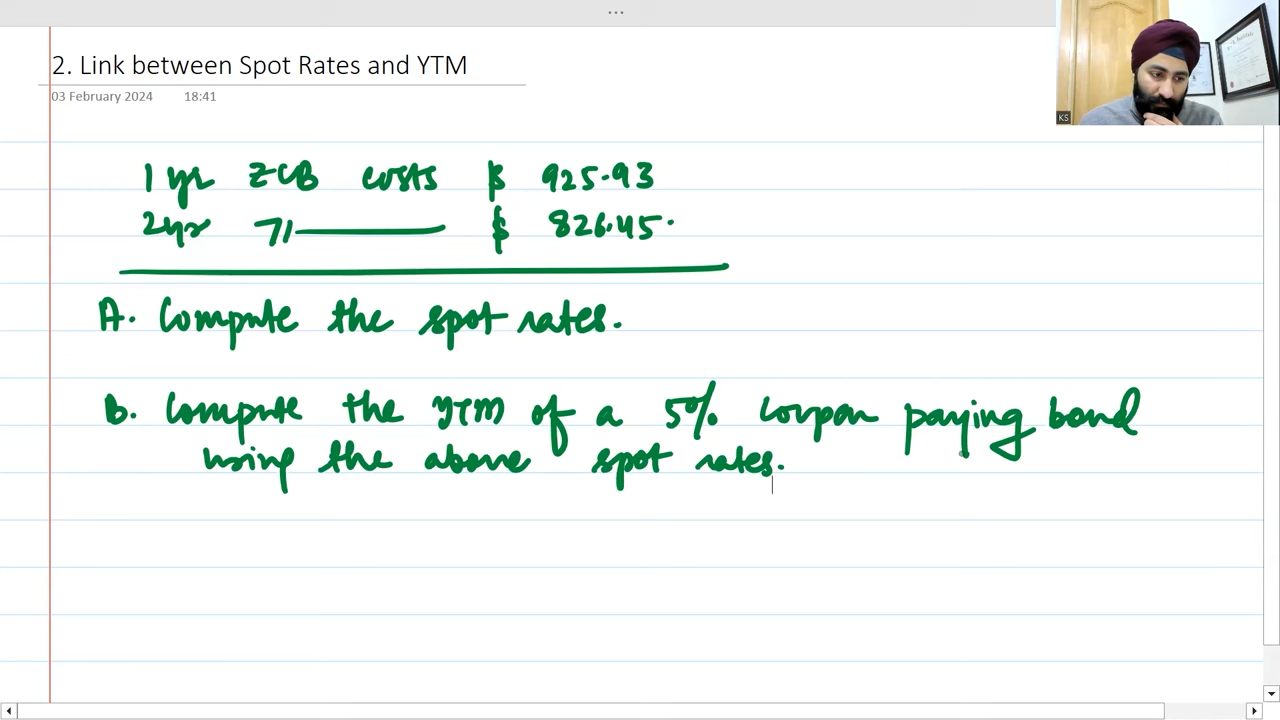 2. Link between Spot Rates and YTM
03 February 2024 18:41
1 yr ZCB costs $ 925.93
2yr —〃— $ 826.45.
A. Compute the spot rates.
B. Compute the YTM of a 5% coupon paying bond
using the above spot rates.
KS